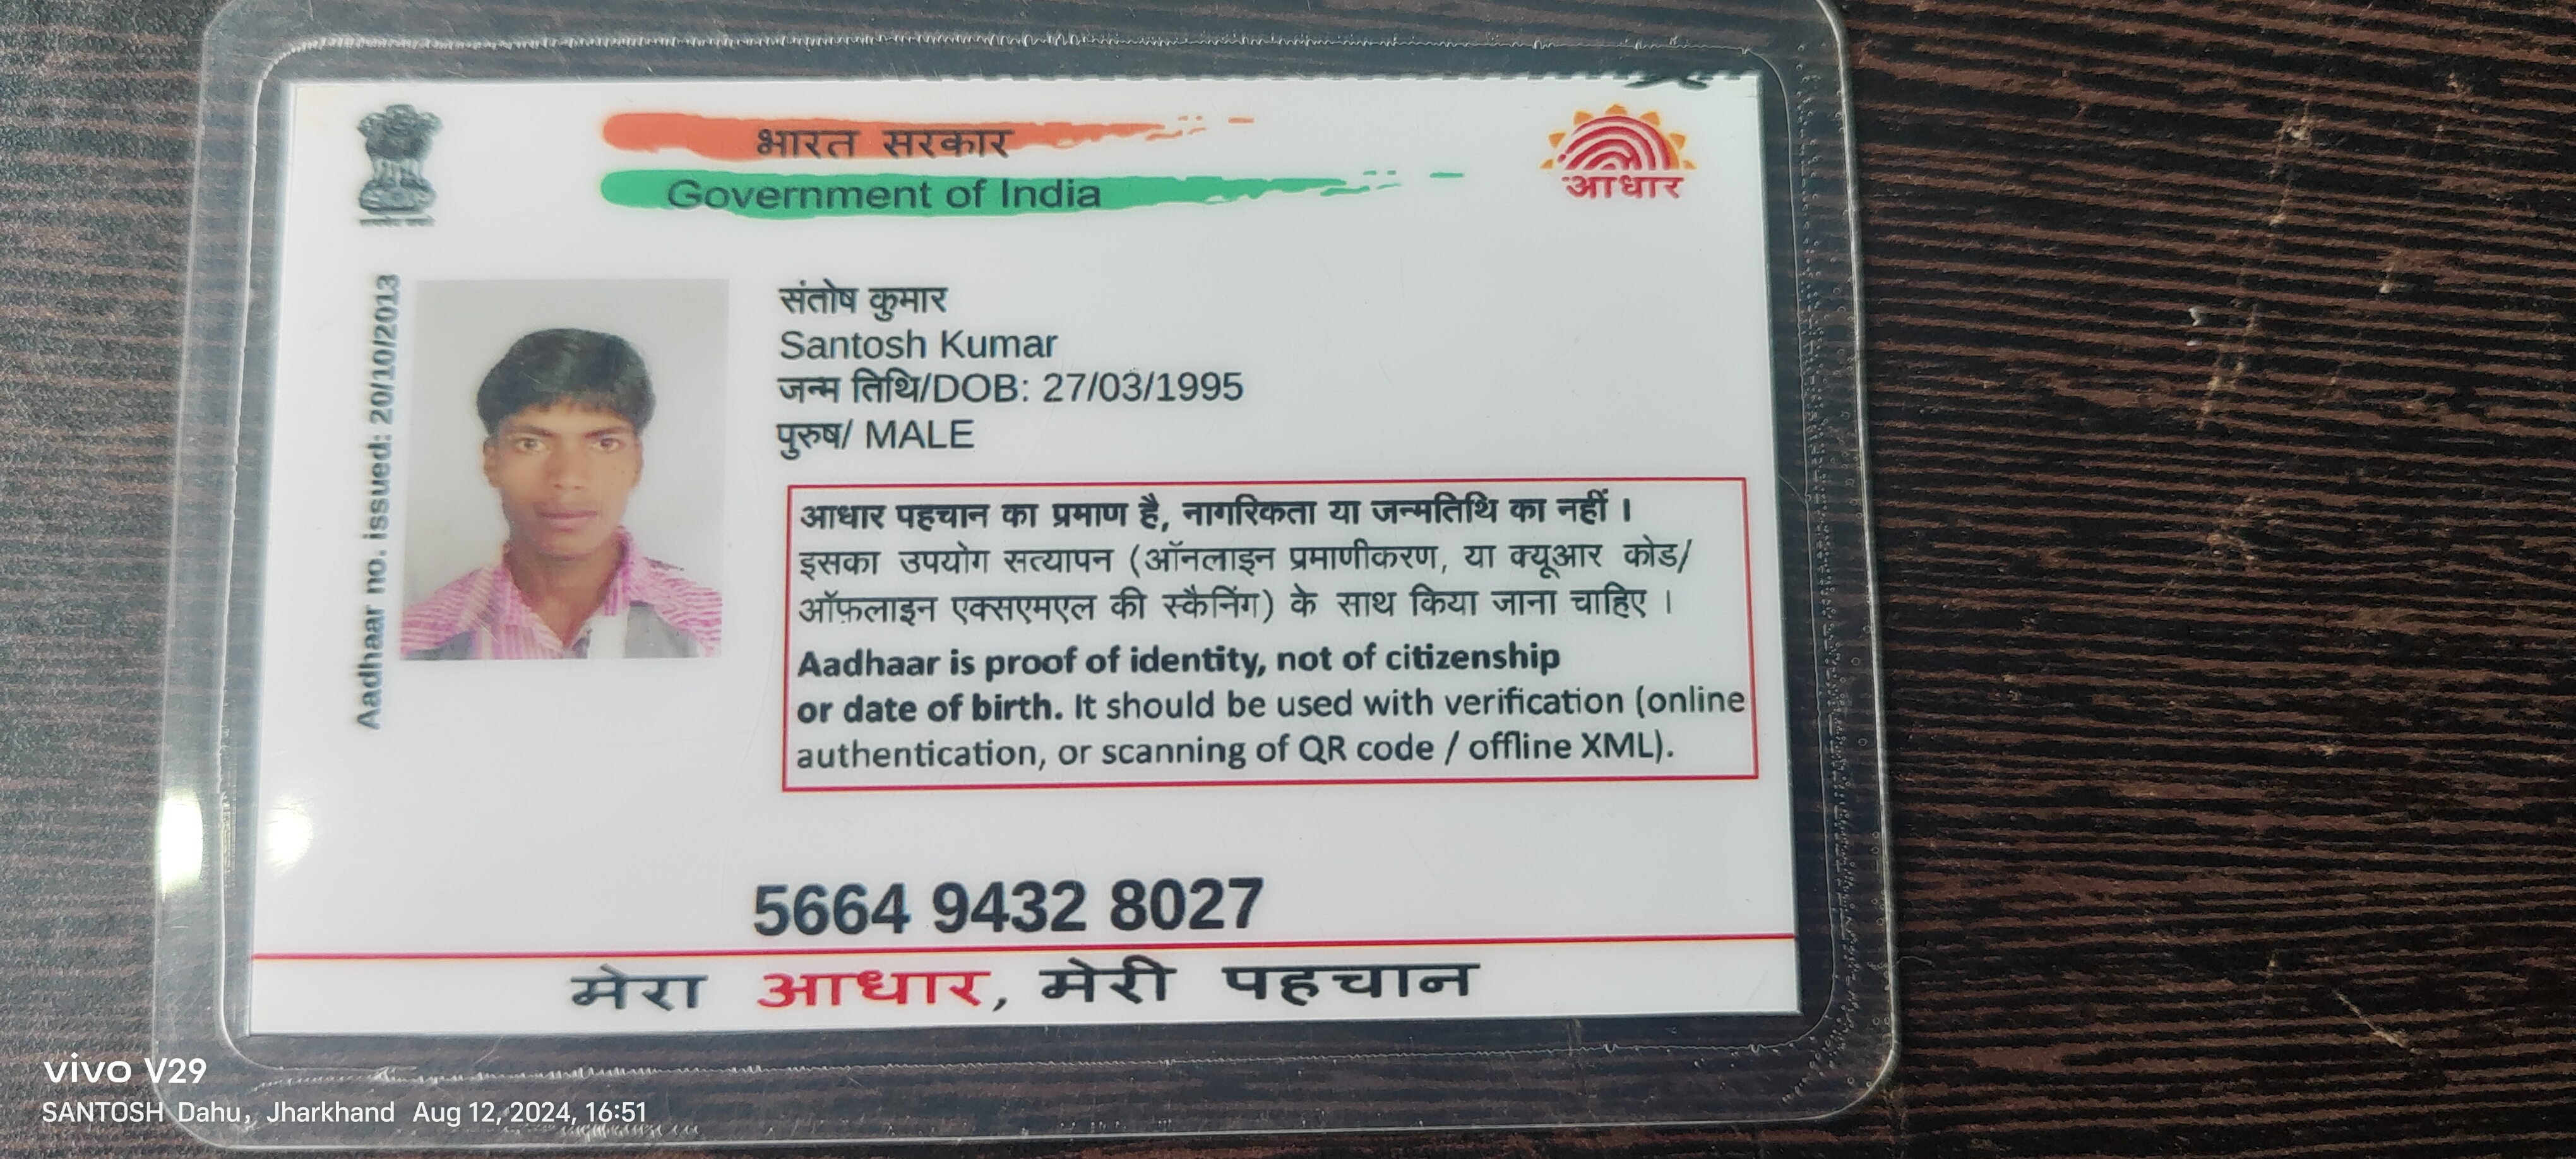 भारत सरकार
Government of India
आधार
Aadhaar no. issued: 20/10/2013
संतोष कुमार
Santosh Kumar
जन्म तिथि/DOB: 27/03/1995
पुरुष/ MALE
आधार पहचान का प्रमाण है, नागरिकता या जन्मतिथि का नहीं ।
इसका उपयोग सत्यापन (ऑनलाइन प्रमाणीकरण, या क्यूआर कोड/
ऑफ़लाइन एक्सएमएल की स्कैनिंग) के साथ किया जाना चाहिए ।
Aadhaar is proof of identity, not of citizenship
or date of birth. It should be used with verification (online
authentication, or scanning of QR code / offline XML).
5664 9432 8027
मेरा आधार, मेरी पहचान
vivo V29
SANTOSH Dahu, Jharkhand Aug 12, 2024, 16:51